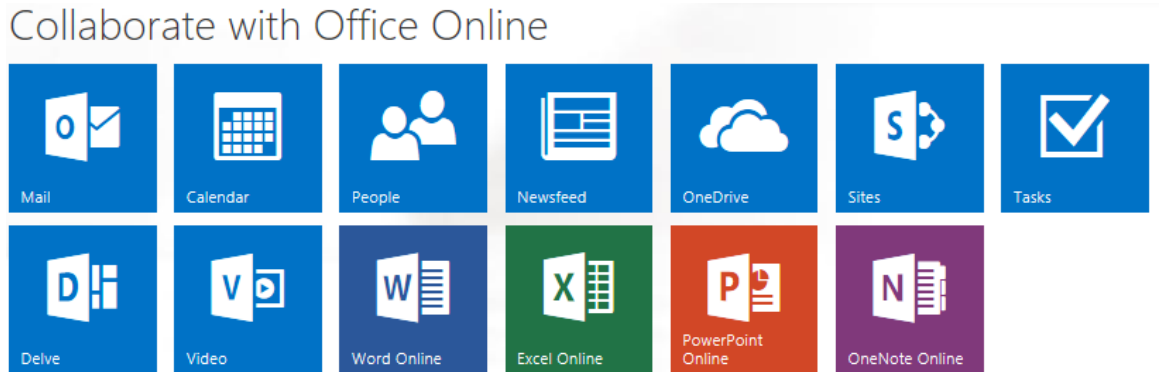 Collaborate with Office Online
O
S
Mail
Calendar
People
Newsfeed
OneDrive
Sites
Tasks
D
V
W
X
P
N
Delve
Video
Word Online
Excel Online
PowerPoint
Online
OneNote Online